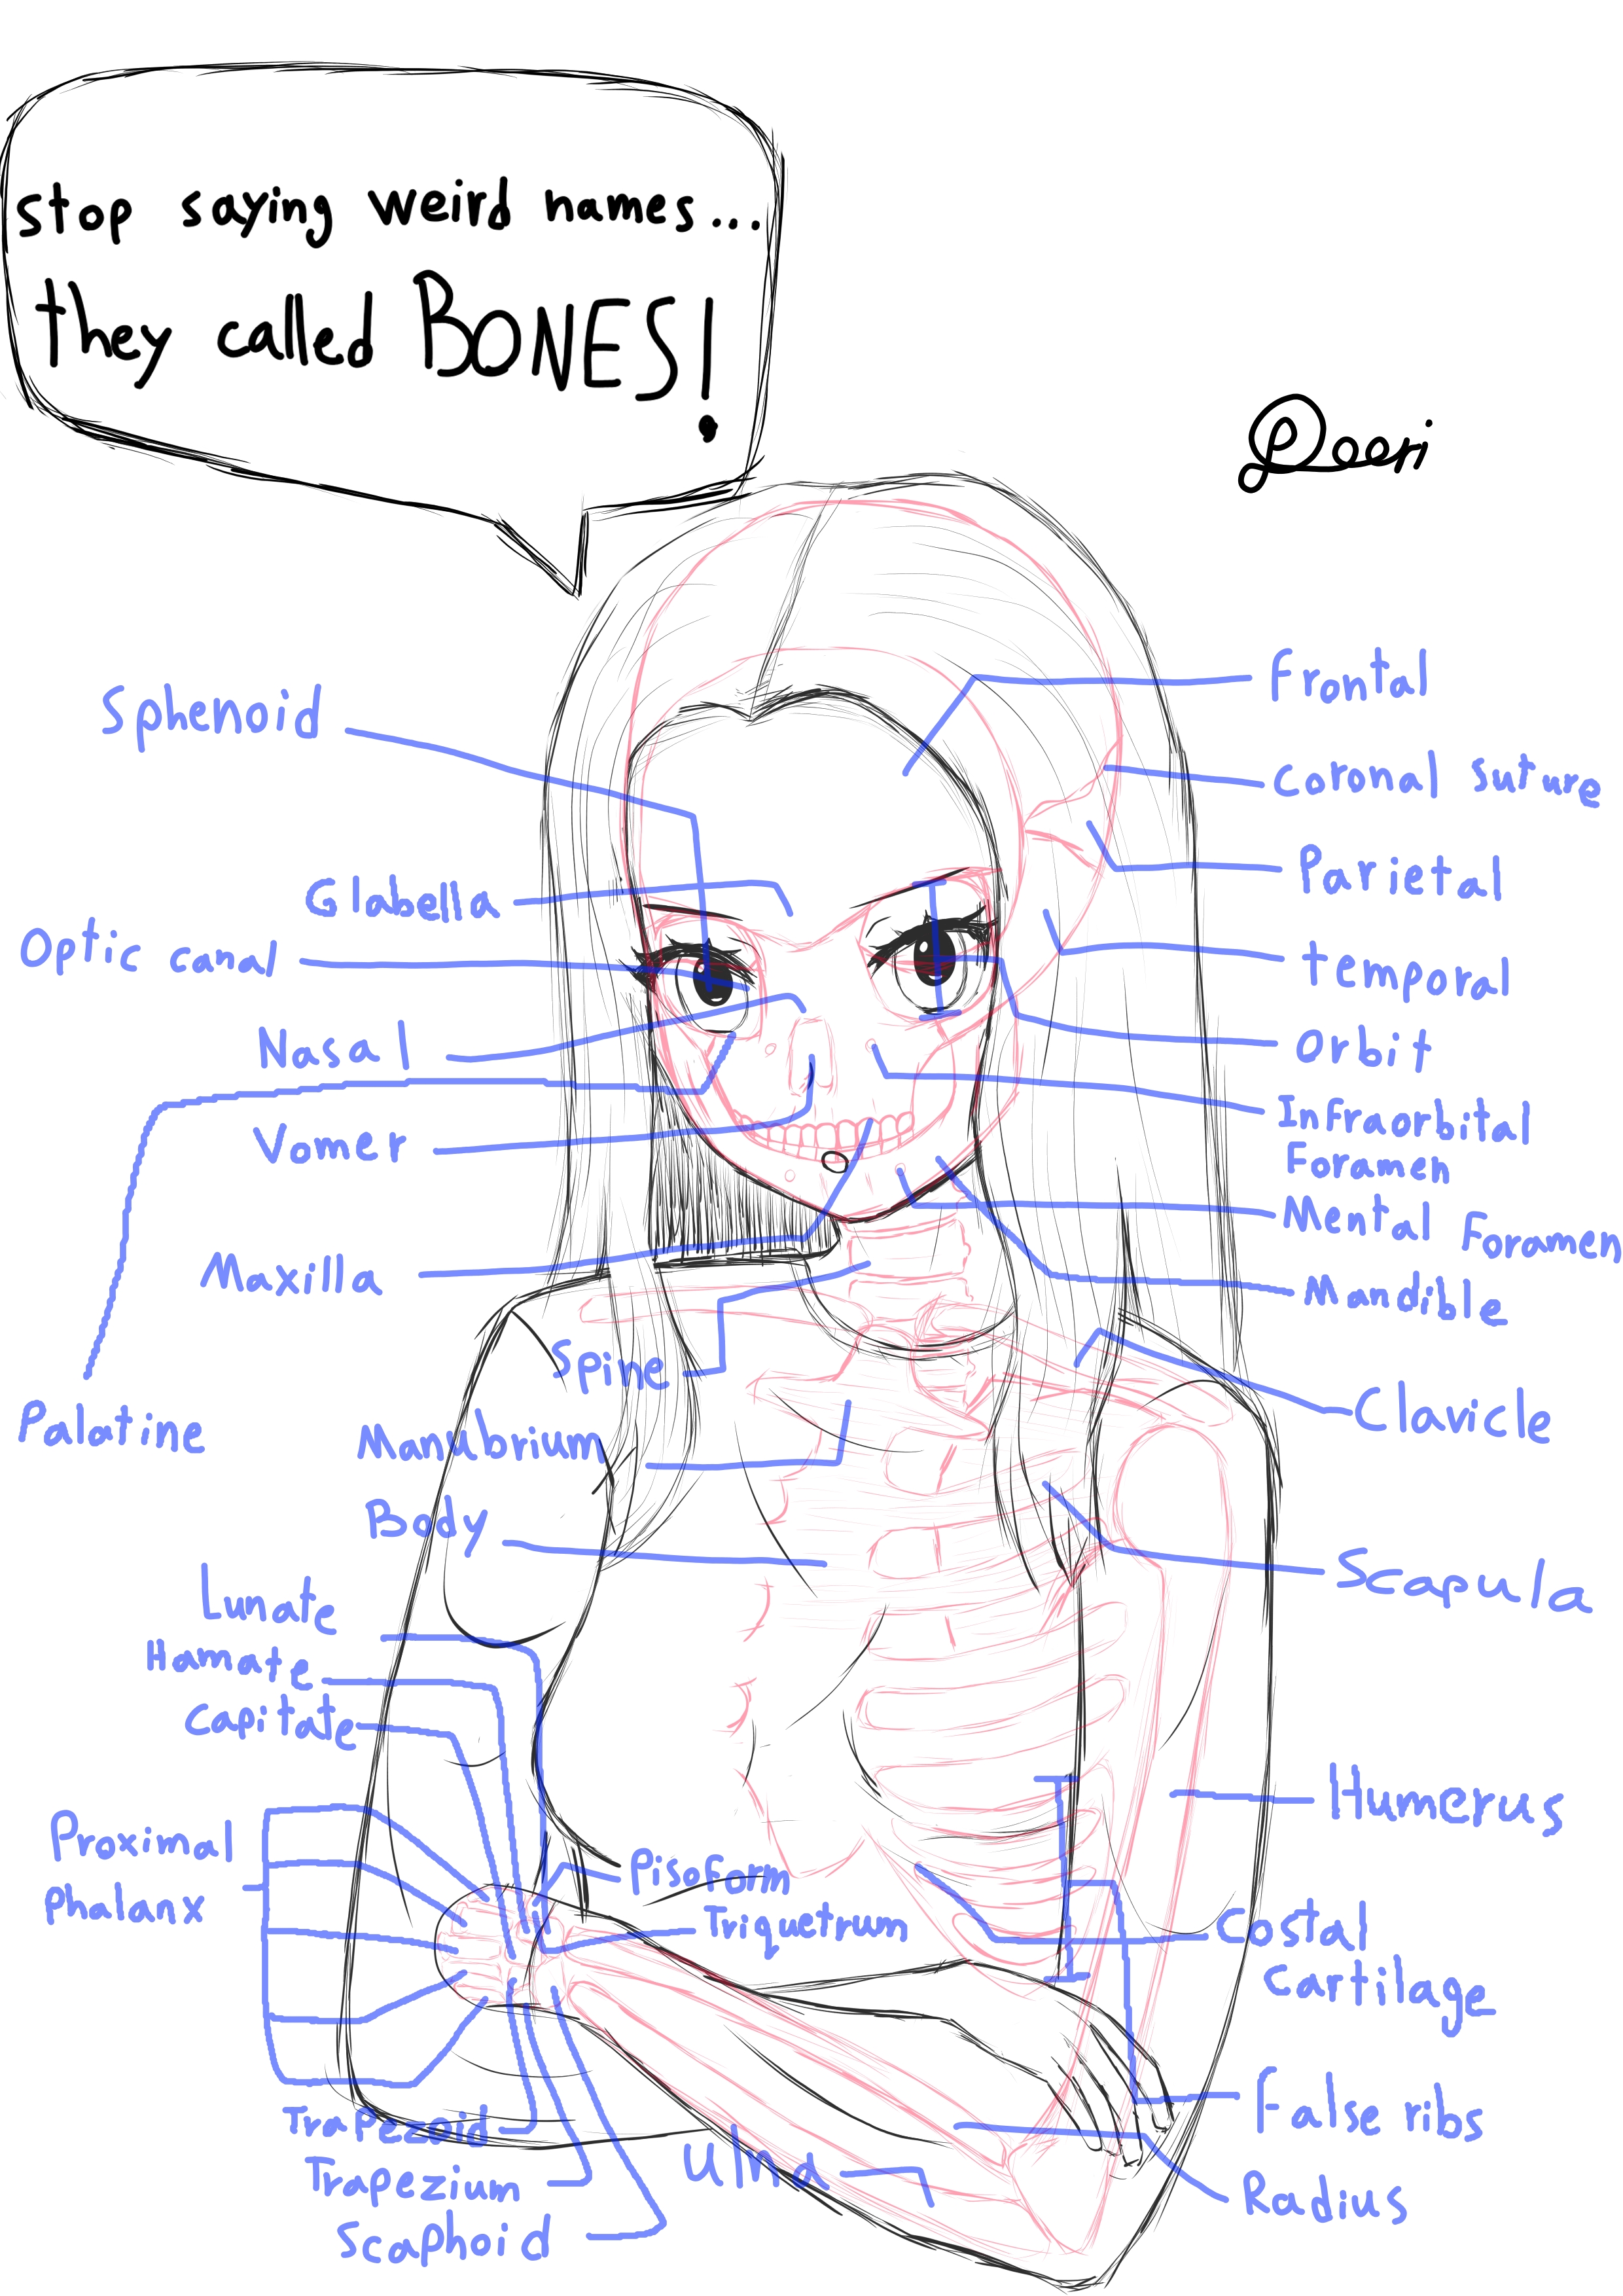 stop saying weird names...
they called BONES!
Doori
Sphenoid
Glabella
Optic canal
Nasal
Vomer
Maxilla
Spine
Palatine
Manubrium
Body
Lunate
Hamate
Capitate
Proximal
Phalanx
Pisoform
Triquetrum
Trapezoid
Trapezium
Scaphoid
Ulna
Frontal
coronal suture
Parietal
temporal
Orbit
Infraorbital
Foramen
Mental Foramen
Mandible
Clavicle
Scapula
Humerus
Costal
Cartilage
False ribs
Radius